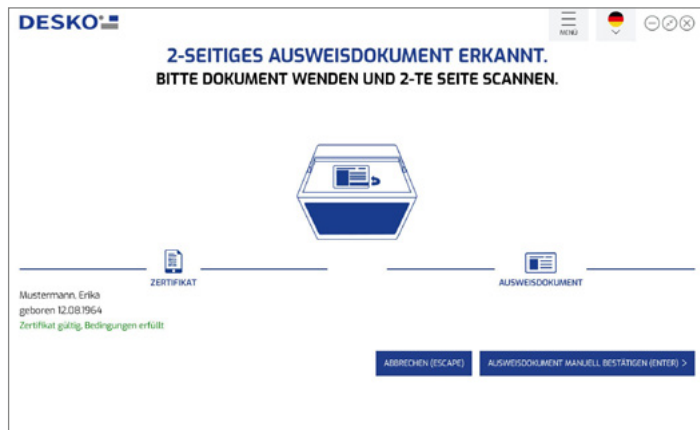 DESKO
MENÜ
2-SEITIGES AUSWEISDOKUMENT ERKANNT.
BITTE DOKUMENT WENDEN UND 2-TE SEITE SCANNEN.
ZERTIFIKAT
AUSWEISDOKUMENT
Mustermann, Erika
geboren 12.08.1964
Zertifikat gültig, Bedingungen erfüllt
ABBRECHEN (ESCAPE)
AUSWEISDOKUMENT MANUELL BESTÄTIGEN (ENTER) >